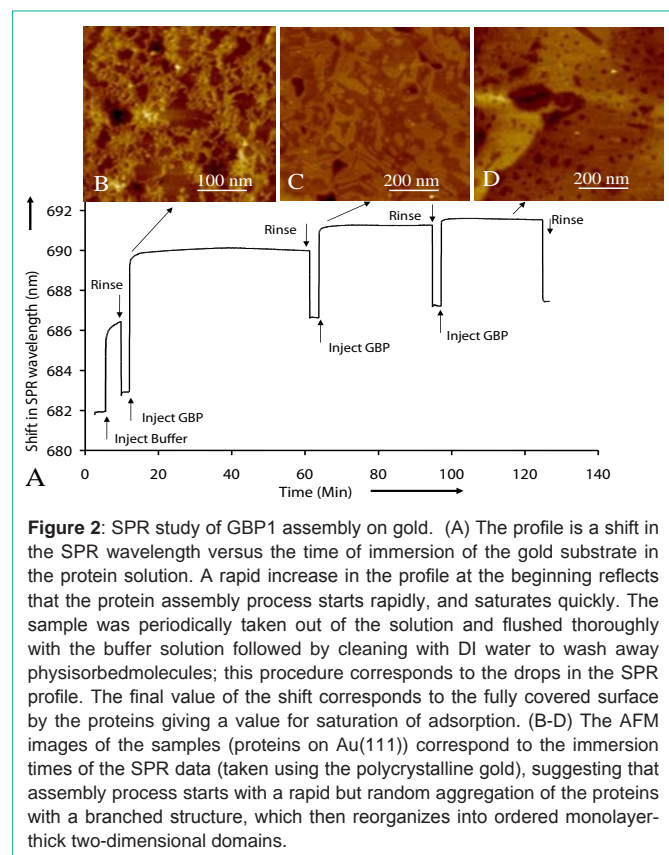 B
100 nm
C
200 nm
D
200 nm
692
690
688
686
684
682
680
Shift in SPR wavelength (nm)
Rinse
Rinse
Rinse
Rinse
Inject Buffer
Inject GBP
Inject GBP
Inject GBP
A
0 20 40 60 80 100 120 140
Time (Min)
Figure 2: SPR study of GBP1 assembly on gold. (A) The profile is a shift in
the SPR wavelength versus the time of immersion of the gold substrate in
the protein solution. A rapid increase in the profile at the beginning reflects
that the protein assembly process starts rapidly, and saturates quickly. The
sample was periodically taken out of the solution and flushed thoroughly
with the buffer solution followed by cleaning with DI water to wash away
physisorbedmolecules; this procedure corresponds to the drops in the SPR
profile. The final value of the shift corresponds to the fully covered surface
by the proteins giving a value for saturation of adsorption. (B-D) The AFM
images of the samples (proteins on Au(111)) correspond to the immersion
times of the SPR data (taken using the polycrystalline gold), suggesting that
assembly process starts with a rapid but random aggregation of the proteins
with a branched structure, which then reorganizes into ordered monolayer-
thick two-dimensional domains.